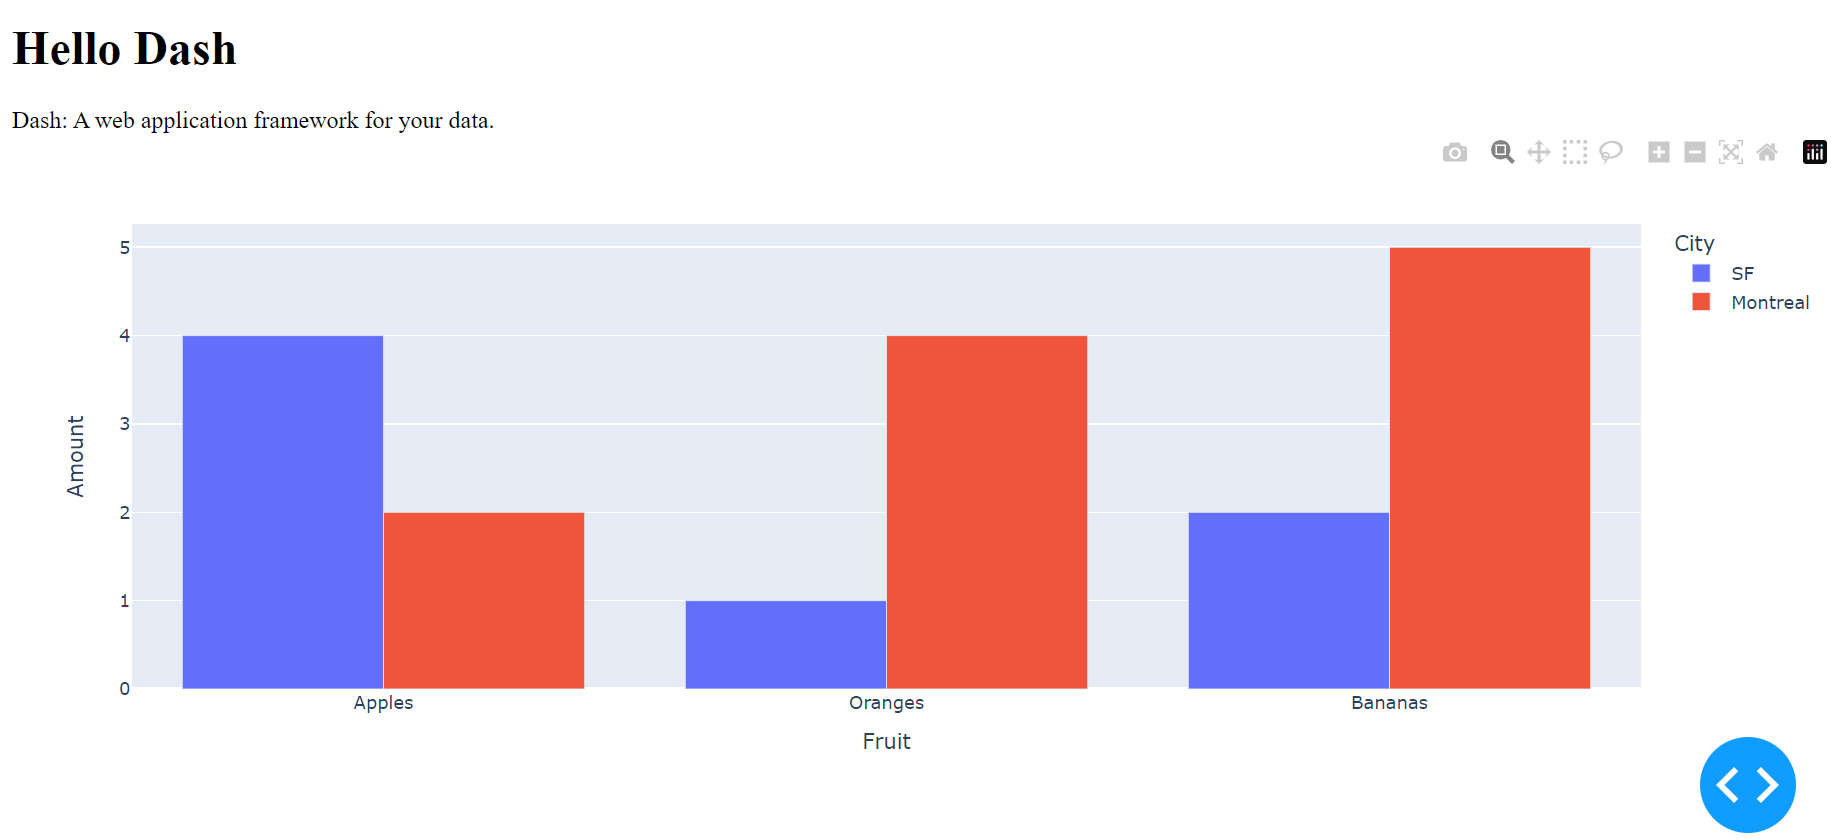 Hello Dash
Dash: A web application framework for your data.
City
SF
Montreal
5
4
3
2
1
0
Amount
Apples Oranges Bananas
Fruit